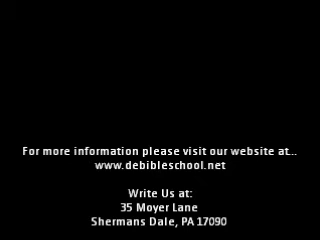 For more information please visit our website at...
www.debibleschool.net
Write Us at:
35 Moyer Lane
Shermans Dale, PA 17090